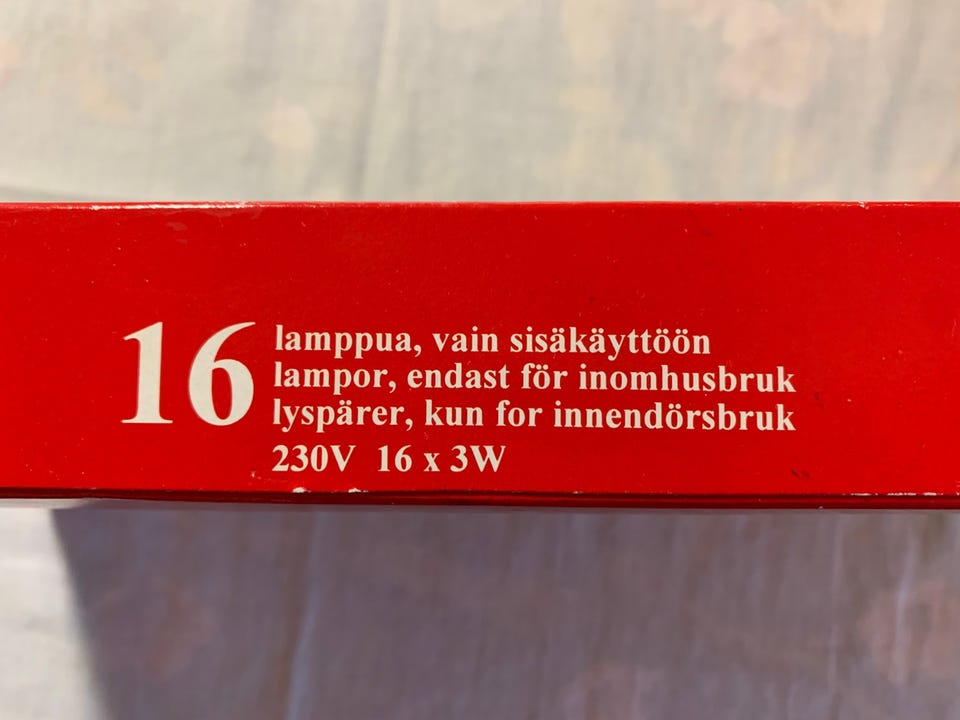 16
lamppua, vain sisäkäyttöön
lampor, endast för inomhusbruk
lyspärer, kun for innendörsbruk
230V 16 x 3W